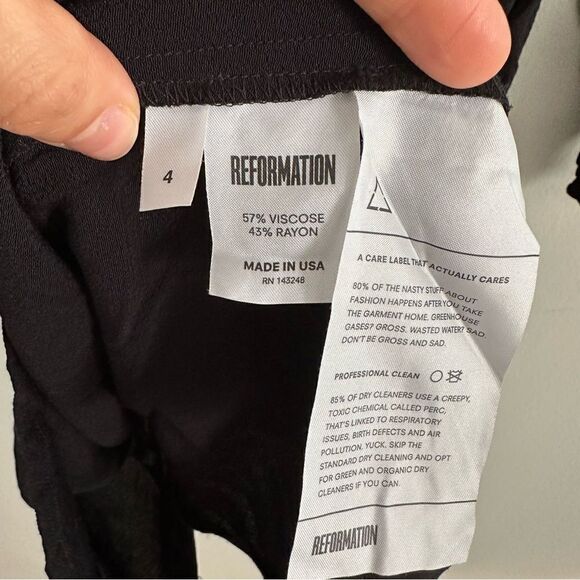 4
REFORMATION
57% VISCOSE
43% RAYON
MADE IN USA
RN 143248
A CARE LABEL THAT ACTUALLY CARES
80% OF THE NASTY STUFF ABOUT
FASHION HAPPENS AFTER YOU TAKE
THE GARMENT HOME. GREENHOUSE
GASES? GROSS. WASTED WATER? SAD.
DON'T BE GROSS AND SAD.
PROFESSIONAL CLEAN
85% OF DRY CLEANERS USE A CREEPY,
TOXIC CHEMICAL CALLED PERC,
THAT'S LINKED TO RESPIRATORY
ISSUES, BIRTH DEFECTS AND AIR
POLLUTION. YUCK. SKIP THE
STANDARD DRY CLEANING AND OPT
FOR GREEN AND ORGANIC DRY
CLEANERS IF YOU CAN.
REFORMATION